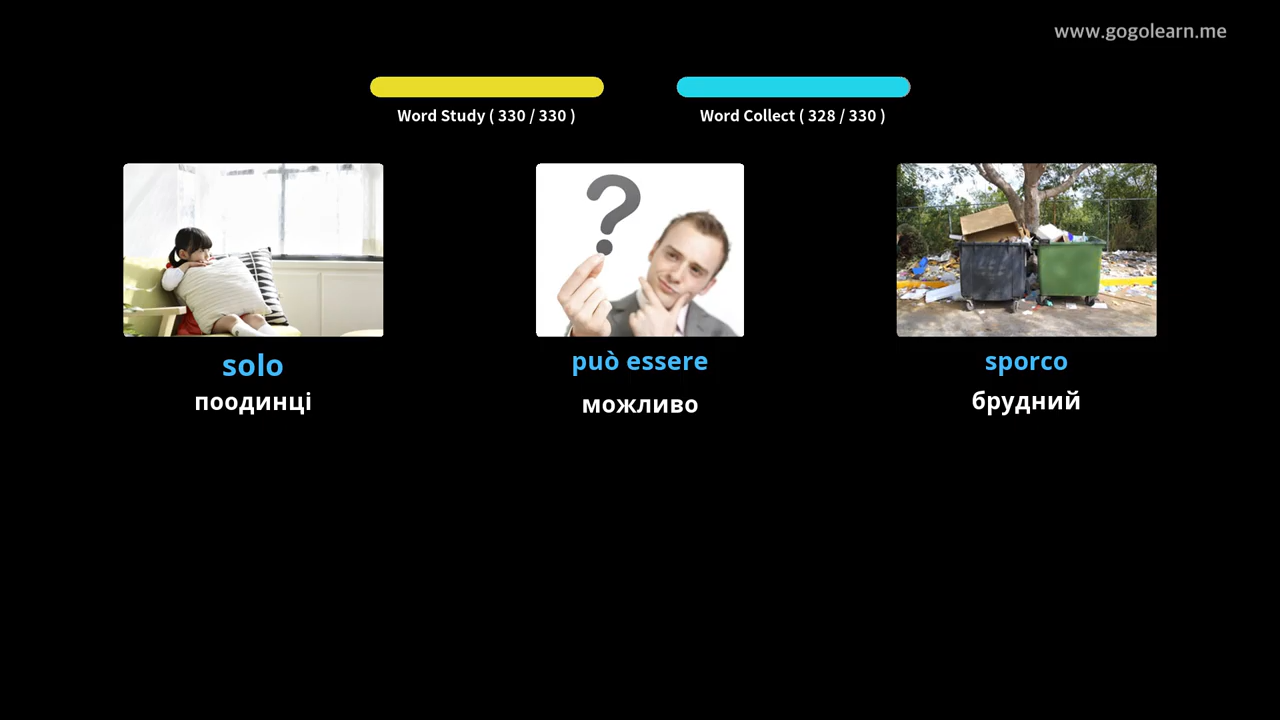 www.gogolearn.me
Word Study ( 330 / 330 )
Word Collect ( 328 / 330 )
solo
поодинці
può essere
можливо
sporco
брудний